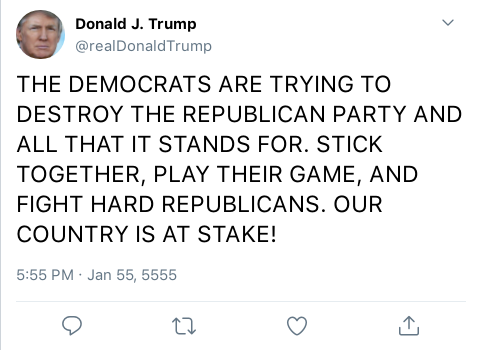 Donald J. Trump
@realDonaldTrump
THE DEMOCRATS ARE TRYING TO
DESTROY THE REPUBLICAN PARTY AND
ALL THAT IT STANDS FOR. STICK
TOGETHER, PLAY THEIR GAME, AND
FIGHT HARD REPUBLICANS. OUR
COUNTRY IS AT STAKE!
5:55 PM · Jan 55, 5555